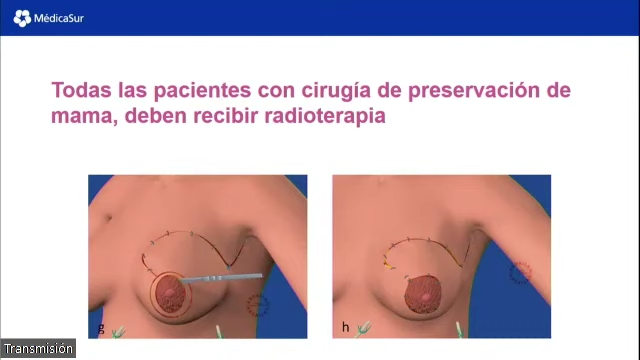 MédicaSur
Todas las pacientes con cirugía de preservación de
mama, deben recibir radioterapia
g
h
Transmisión